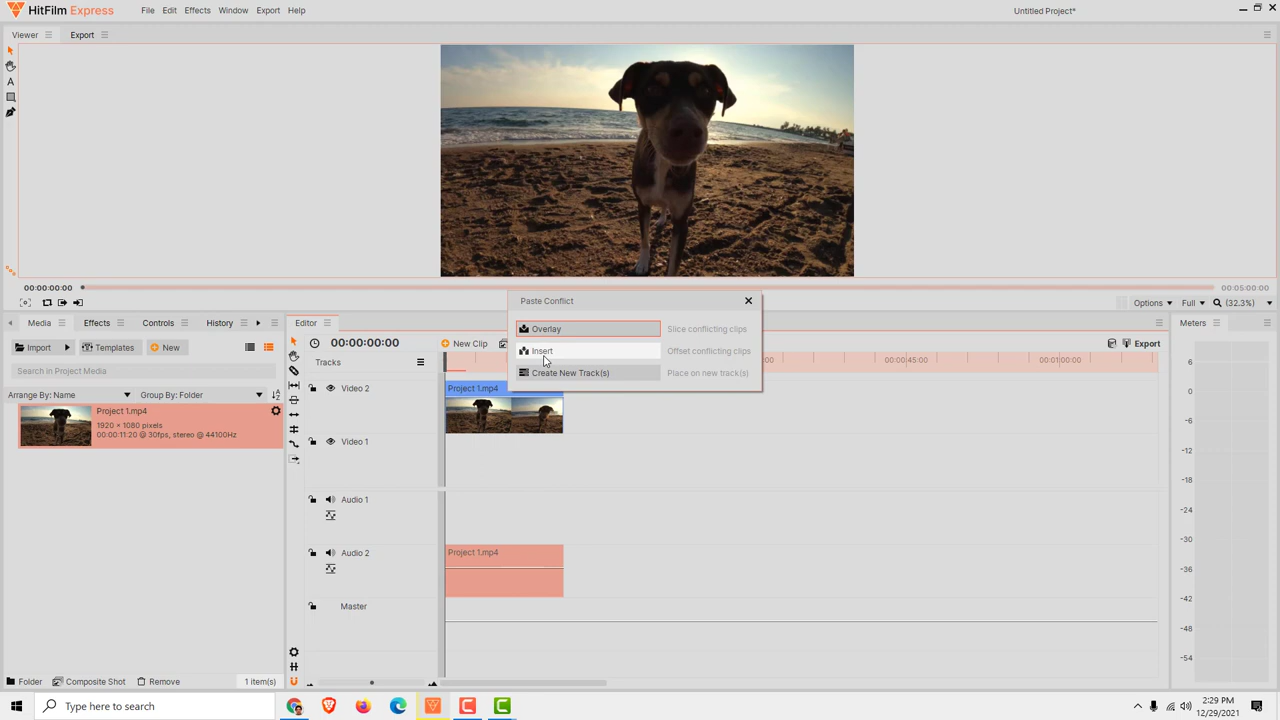 HitFilm Express File Edit Effects Window Export Help Untitled Project*
Viewer Export
00:00:00:00 00:05:00:00
Options Full (32.3%)
Media Effects Controls History
Import Templates New
Search in Project Media
Arrange By: Name Group By: Folder
Project 1.mp4
1920 × 1080 pixels
00:00:11:20 @ 30fps, stereo @ 44100Hz
Folder Composite Shot Remove 1 item(s)
Paste Conflict
Overlay Slice conflicting clips
Insert Offset conflicting clips
Create New Track(s) Place on new track(s)
Editor
00:00:00:00 New Clip Export
Tracks 00:00:45:00 00:01:00:00
Video 2 Project 1.mp4
Video 1
Audio 1
Audio 2 Project 1.mp4
Master
Meters
6
0
-6
-12
-18
-24
-30
-36
-42
-48
-54
Type here to search
2:29 PM
12/29/2021